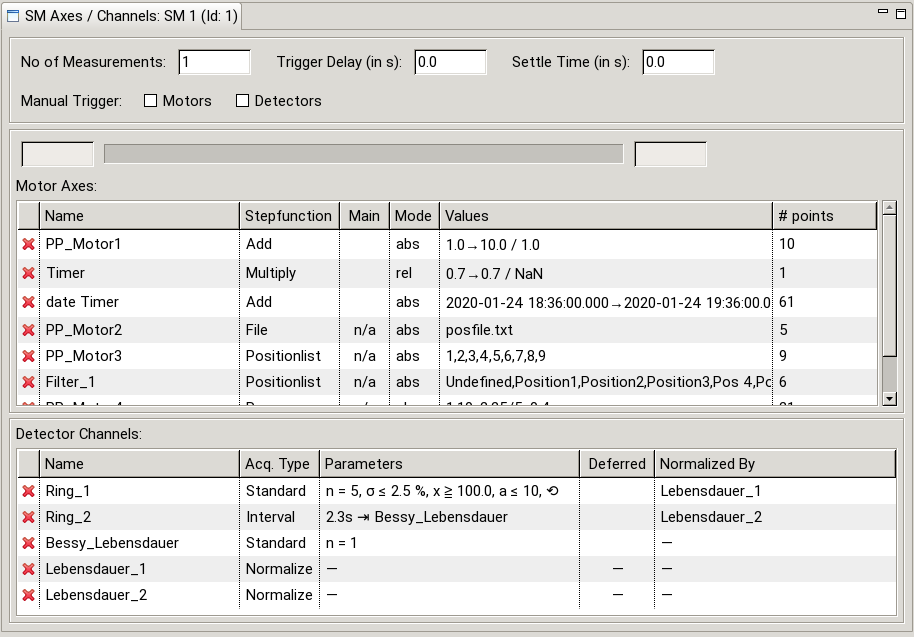 SM Axes / Channels: SM 1 (Id: 1)
No of Measurements: 1 Trigger Delay (in s): 0.0 Settle Time (in s): 0.0
Manual Trigger: Motors Detectors
Motor Axes:
Name Stepfunction Main Mode Values # points
PP_Motor1 Add abs 1.0→10.0 / 1.0 10
Timer Multiply rel 0.7→0.7 / NaN 1
date Timer Add abs 2020-01-24 18:36:00.000→2020-01-24 19:36:00.0 61
PP_Motor2 File n/a abs posfile.txt 5
PP_Motor3 Positionlist n/a abs 1,2,3,4,5,6,7,8,9 9
Filter_1 Positionlist n/a abs Undefined,Position1,Position2,Position3,Pos 4,Po 6
Detector Channels:
Name Acq. Type Parameters Deferred Normalized By
Ring_1 Standard n = 5, σ ≤ 2.5 %, x ≧ 100.0, a ≤ 10, ⟲ Lebensdauer_1
Ring_2 Interval 2.3s ⇥ Bessy_Lebensdauer Lebensdauer_2
Bessy_Lebensdauer Standard n = 1 —
Lebensdauer_1 Normalize — — —
Lebensdauer_2 Normalize — — —